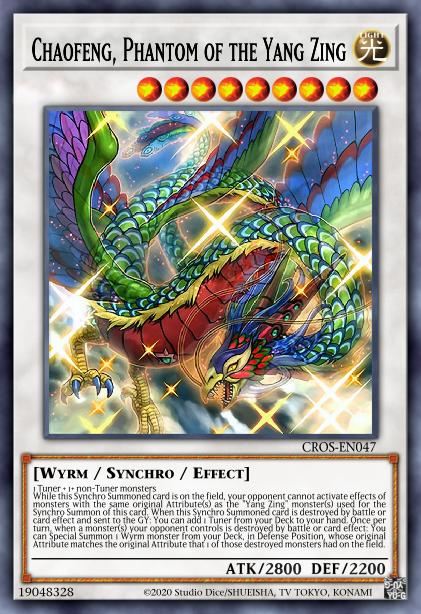 CHAOFENG, PHANTOM OF THE YANG ZING
LIGHT
光
CROS-EN047
[WYRM / SYNCHRO / EFFECT]
1 Tuner + 1+ non-Tuner monsters
While this Synchro Summoned card is on the field, your opponent cannot activate effects of
monsters with the same original Attribute(s) as the "Yang Zing" monster(s) used for the
Synchro Summon of this card. When this Synchro Summoned card is destroyed by battle or
card effect and sent to the GY: You can add 1 Tuner from your Deck to your hand. Once per
turn, when a monster(s) your opponent controls is destroyed by battle or card effect: You
can Special Summon 1 Wyrm monster from your Deck, in Defense Position, whose original
Attribute matches the original Attribute that 1 of those destroyed monsters had on the field.
ATK/2800 DEF/2200
19048328
©2020 Studio Dice/SHUEISHA, TV TOKYO, KONAMI